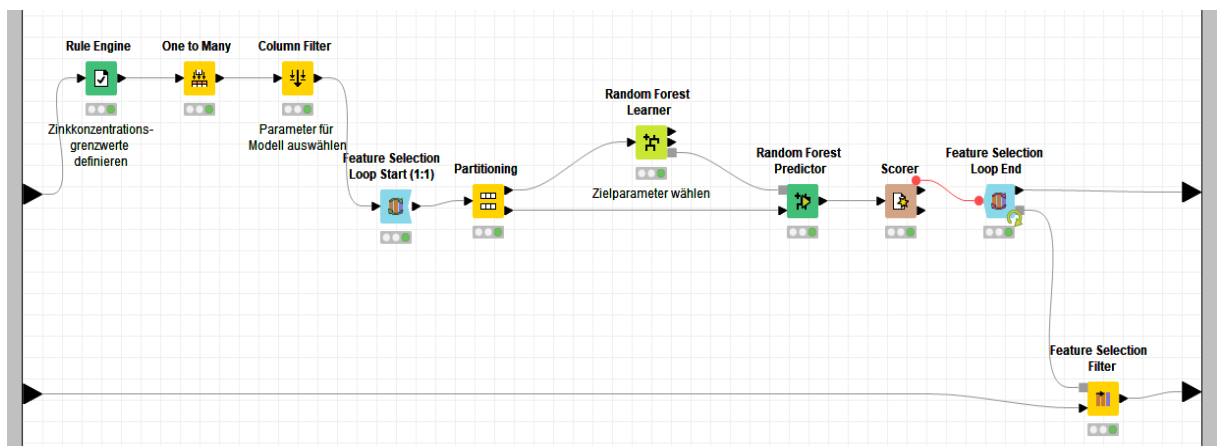 Rule Engine
One to Many
Column Filter
Zinkkonzentrations-
grenzwerte
definieren
Parameter für
Modell auswählen
Feature Selection
Loop Start (1:1)
Partitioning
Random Forest
Learner
Zielparameter wählen
Random Forest
Predictor
Scorer
Feature Selection
Loop End
Feature Selection
Filter